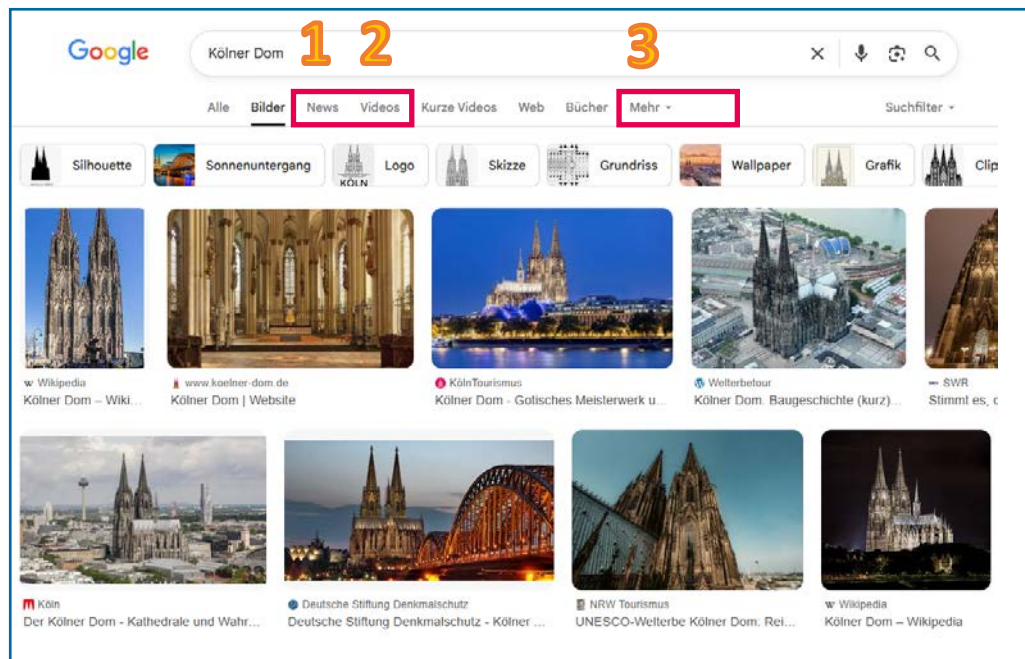 1 2 3
Google Kölner Dom
Alle Bilder News Videos Kurze Videos Web Bücher Mehr Suchfilter
Silhouette Sonnenuntergang KÖLN Logo Skizze Grundriss Wallpaper Grafik Clip
W Wikipedia www.koelner-dom.de KölnTourismus Welterbetour SWR
Kölner Dom – Wiki... Kölner Dom | Website Kölner Dom - Gotisches Meisterwerk u... Kölner Dom. Baugeschichte (kurz)... Stimmt es, d
Köln Deutsche Stiftung Denkmalschutz NRW Tourismus W Wikipedia
Der Kölner Dom - Kathedrale und Wahr... Deutsche Stiftung Denkmalschutz - Kölner ... UNESCO-Welterbe Kölner Dom: Rei... Kölner Dom – Wikipedia